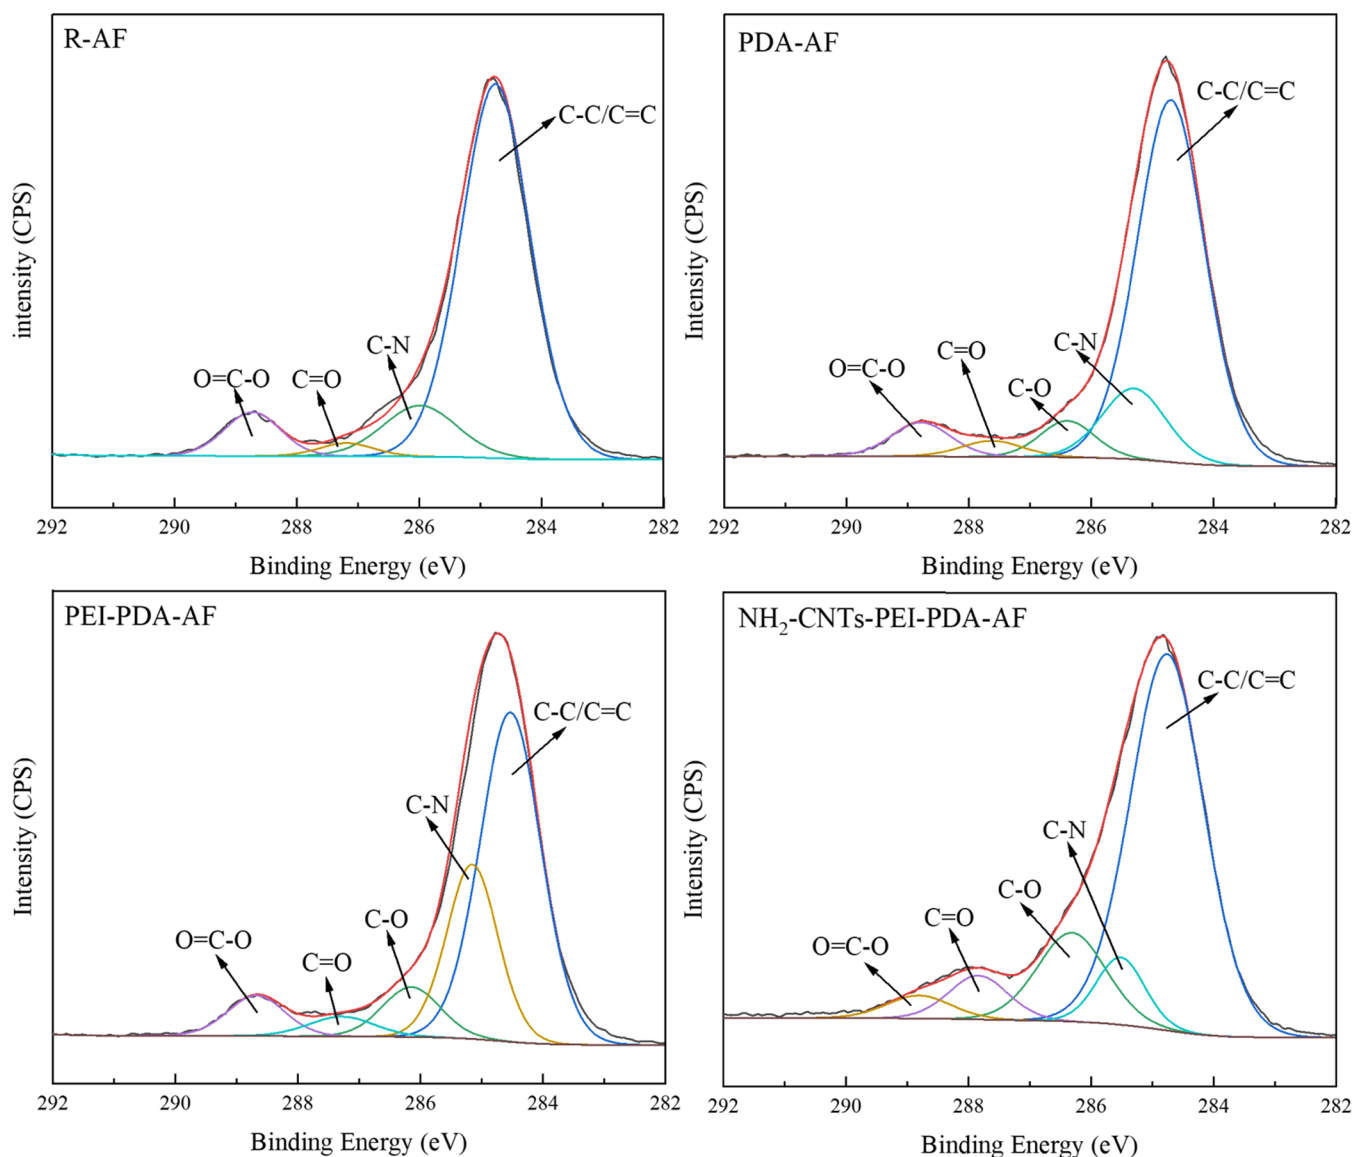 R-AF
C-C/C=C
C-N
O=C-O
C=O
intensity (CPS)
292 290 288 286 284 282
Binding Energy (eV)
PDA-AF
C-C/C=C
C-N
C=O
O=C-O
C-O
Intensity (CPS)
292 290 288 286 284 282
Binding Energy (eV)
PEI-PDA-AF
C-C/C=C
C-N
C-O
O=C-O
C=O
Intensity (CPS)
292 290 288 286 284 282
Binding Energy (eV)
NH₂-CNTs-PEI-PDA-AF
C-C/C=C
C-N
C-O
C=O
O=C-O
Intensity (CPS)
292 290 288 286 284 282
Binding Energy (eV)